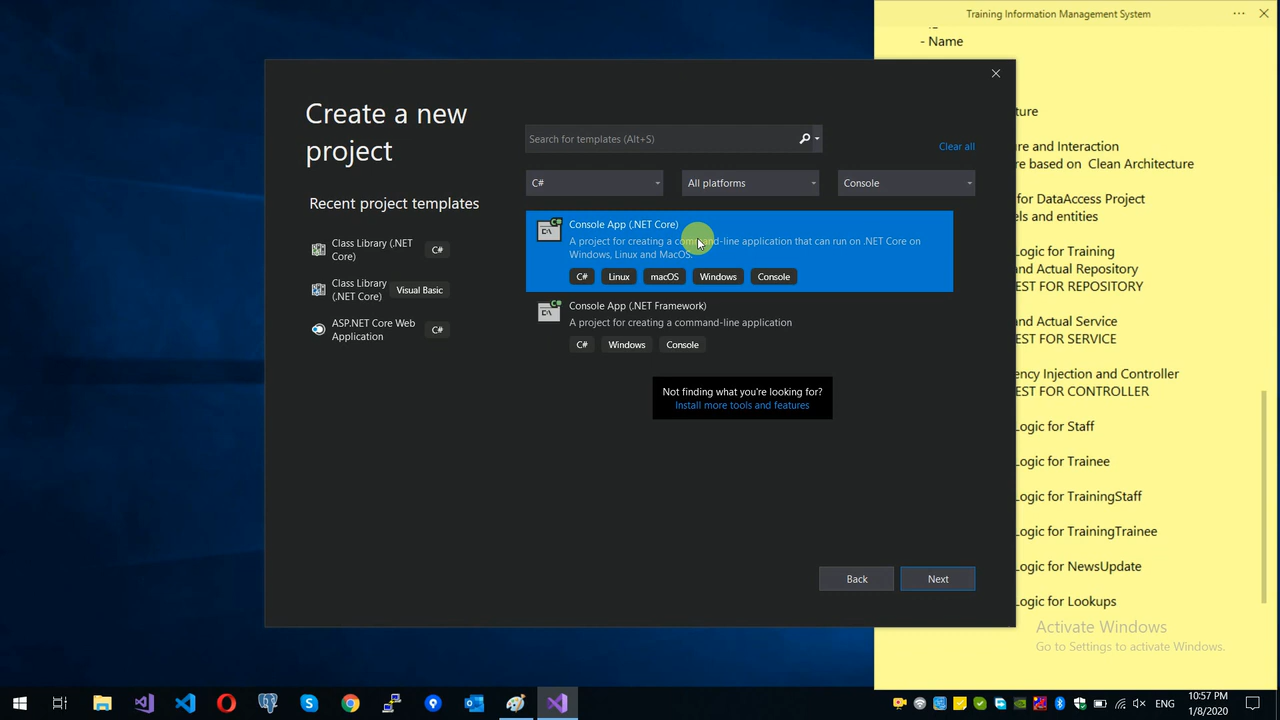 Training Information Management System
- Name
Create a new
project
Search for templates (Alt+S)
Clear all
C#
All platforms
Console
Recent project templates
Class Library (.NET
Core)
C#
Class Library
(.NET Core)
Visual Basic
ASP.NET Core Web
Application
C#
Console App (.NET Core)
A project for creating a command-line application that can run on .NET Core on
Windows, Linux and MacOS.
C#
Linux
macOS
Windows
Console
Console App (.NET Framework)
A project for creating a command-line application
C#
Windows
Console
Not finding what you're looking for?
Install more tools and features
Back
Next
ture
re and Interaction
re based on Clean Architecture
for DataAccess Project
els and entities
Logic for Training
and Actual Repository
EST FOR REPOSITORY
and Actual Service
EST FOR SERVICE
ency Injection and Controller
EST FOR CONTROLLER
Logic for Staff
Logic for Trainee
Logic for TrainingStaff
Logic for TrainingTrainee
Logic for NewsUpdate
Logic for Lookups
Activate Windows
Go to Settings to activate Windows.
ENG
10:57 PM
1/8/2020